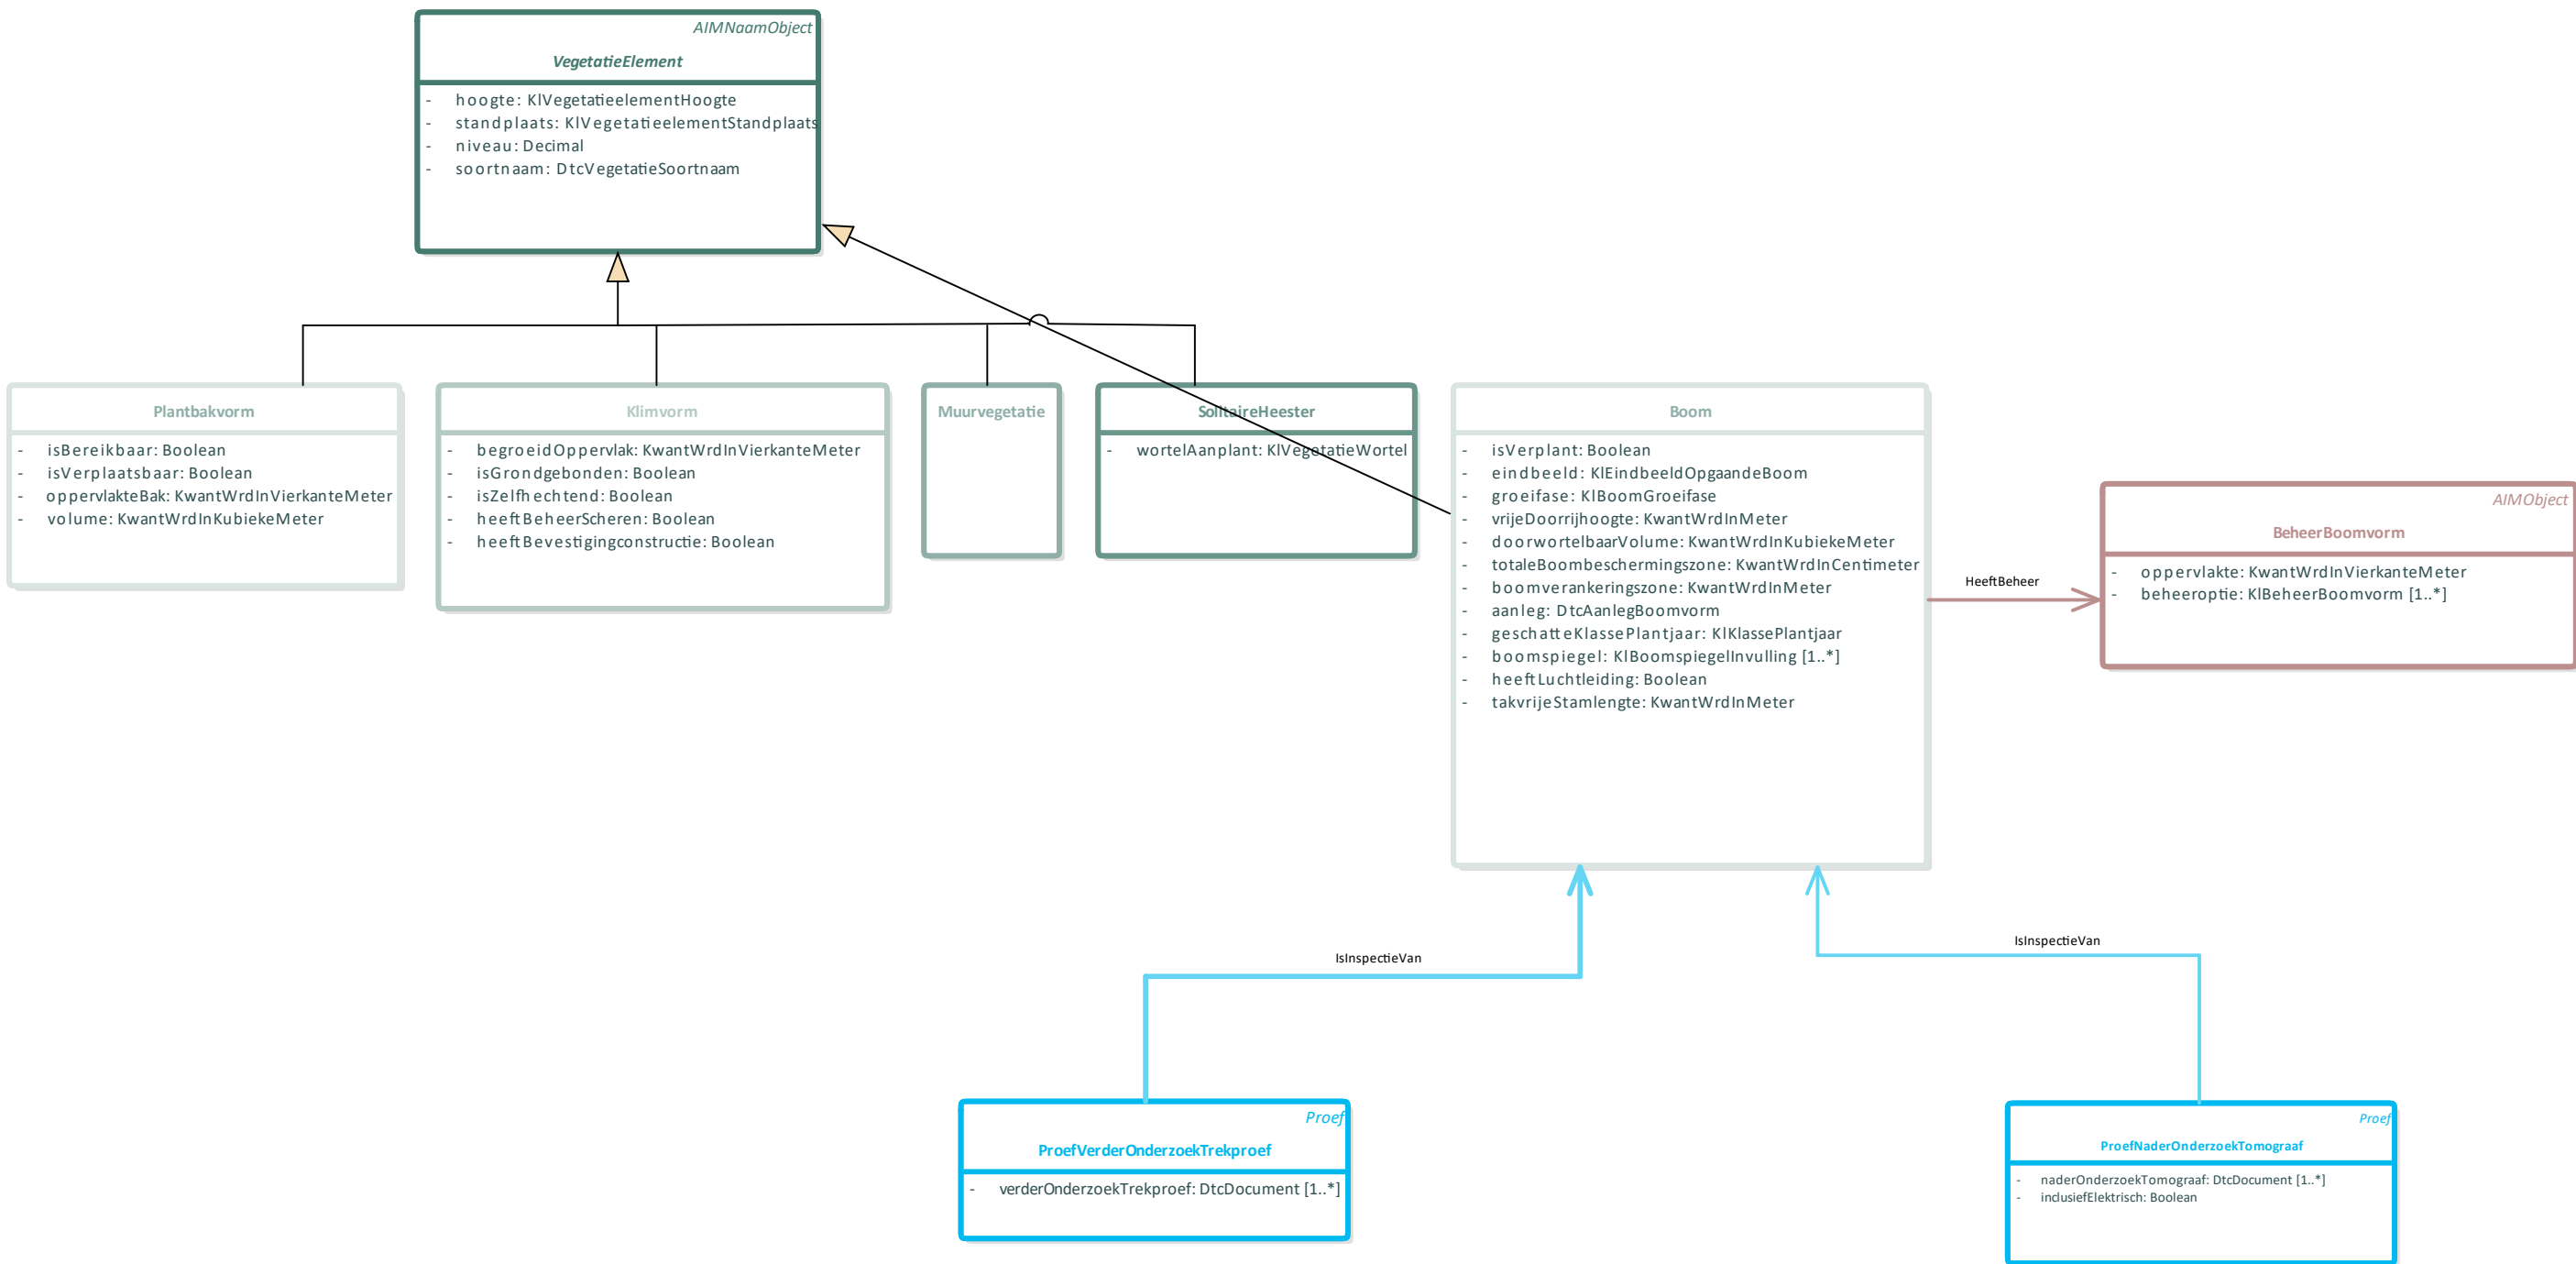 AIMNaamObject
VegetatieElement
- hoogte: KlVegetatieelementHoogte
- standplaats: KlVegetatieelementStandplaats
- niveau: Decimal
- soortnaam: DtcVegetatieSoortnaam
Plantbakvorm
- isBereikbaar: Boolean
- isVerplaatsbaar: Boolean
- oppervlakteBak: KwantWrdInVierkanteMeter
- volume: KwantWrdInKubiekeMeter
Klimvorm
- begroeidOppervlak: KwantWrdInVierkanteMeter
- isGrondgebonden: Boolean
- isZelfhechtend: Boolean
- heeftBeheerScheren: Boolean
- heeftBevestigingconstructie: Boolean
Muurvegetatie
SolitaireHeester
- wortelAanplant: KlVegetatieWortel
Boom
- isVerplant: Boolean
- eindbeeld: KlEindbeeldOpgaandeBoom
- groeifase: KlBoomGroeifase
- vrijeDoorrijhoogte: KwantWrdInMeter
- doorwortelbaarVolume: KwantWrdInKubiekeMeter
- totaleBoombeschermingszone: KwantWrdInCentimeter
- boomverankeringszone: KwantWrdInMeter
- aanleg: DtcAanlegBoomvorm
- geschatteKlassePlantjaar: KlKlassePlantjaar
- boomspiegel: KlBoomspiegelInvulling [1..*]
- heeftLuchtleiding: Boolean
- takvrijeStamlengte: KwantWrdInMeter
HeeftBeheer
AIMObject
BeheerBoomvorm
- oppervlakte: KwantWrdInVierkanteMeter
- beheeroptie: KlBeheerBoomvorm [1..*]
IsInspectieVan
IsInspectieVan
Proef
ProefVerderOnderzoekTrekproef
- verderOnderzoekTrekproef: DtcDocument [1..*]
Proef
ProefNaderOnderzoekTomograaf
- naderOnderzoekTomograaf: DtcDocument [1..*]
- inclusiefElektrisch: Boolean